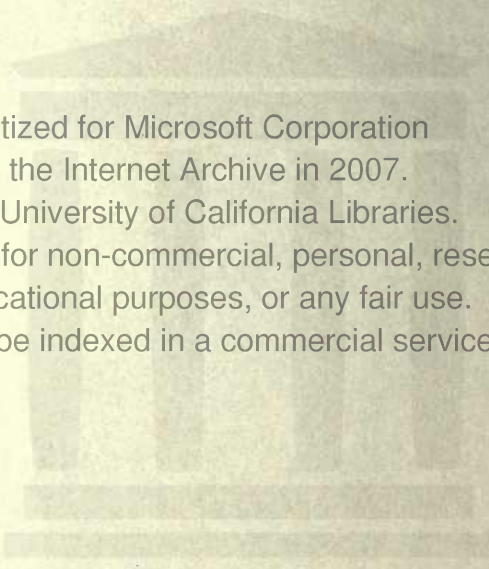 tized for Microsoft Corporation
the Internet Archive in 2007.
University of California Libraries.
for non-commercial, personal, rese
cational purposes, or any fair use.
be indexed in a commercial service